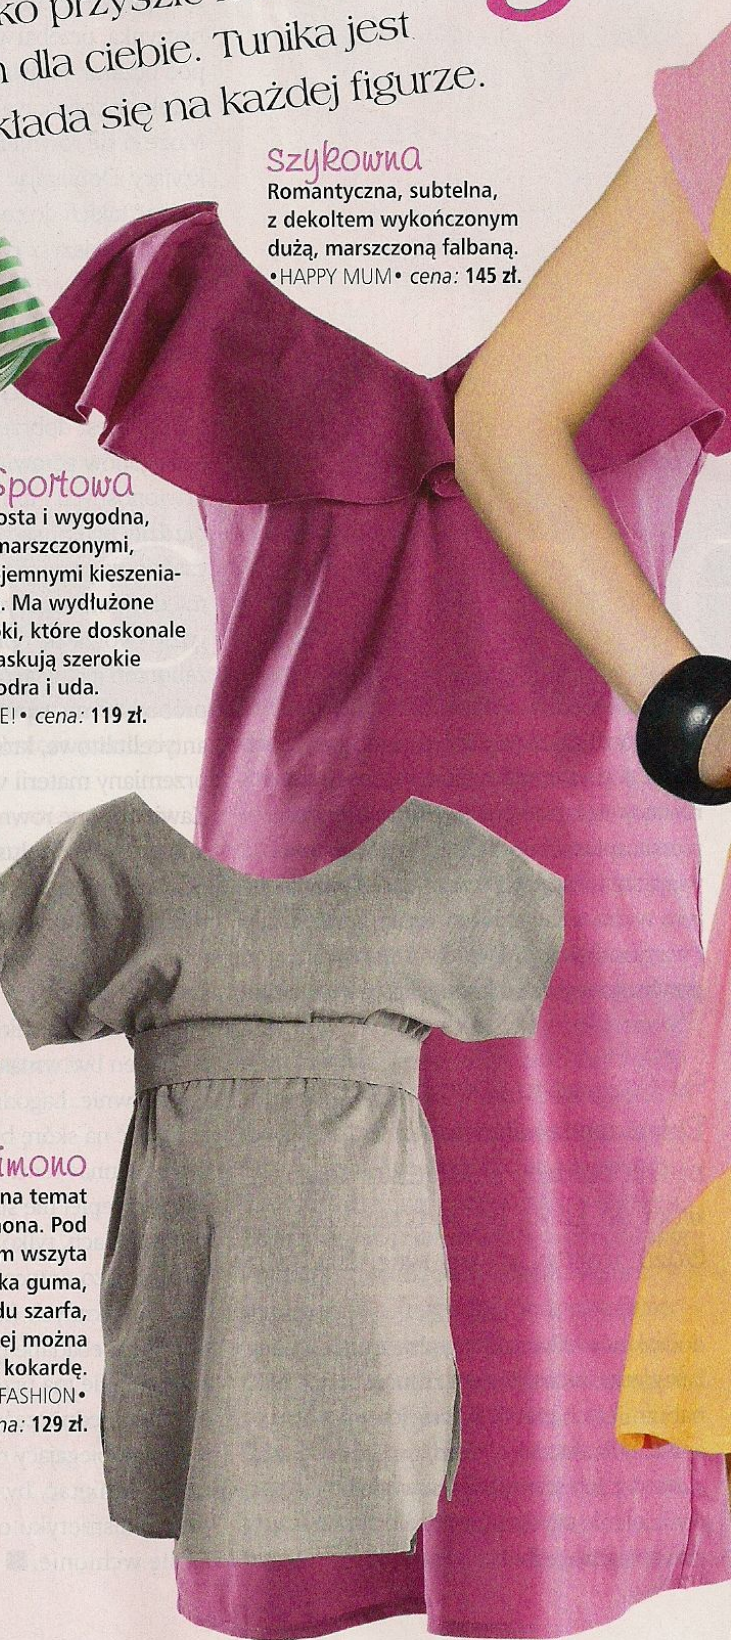 przyszłe
dla ciebie. Tunika jest
się na każdej figurze.
szykowna
Romantyczna, subtelna,
z dekoltem wykończonym
dużą, marszczoną falbaną.
•HAPPY MUM• cena: 145 zł.
Sportowa
osta i wygodna,
marszczonymi,
jemnymi kieszenia-
. Ma wydłużone
ki, które doskonale
askują szerokie
odra i uda.
E!• cena: 119 zł.
imono
na temat
ona. Pod
m wszyta
ka guma,
du szarfa,
ej można
kokardę.
FASHION•
na: 129 zł.